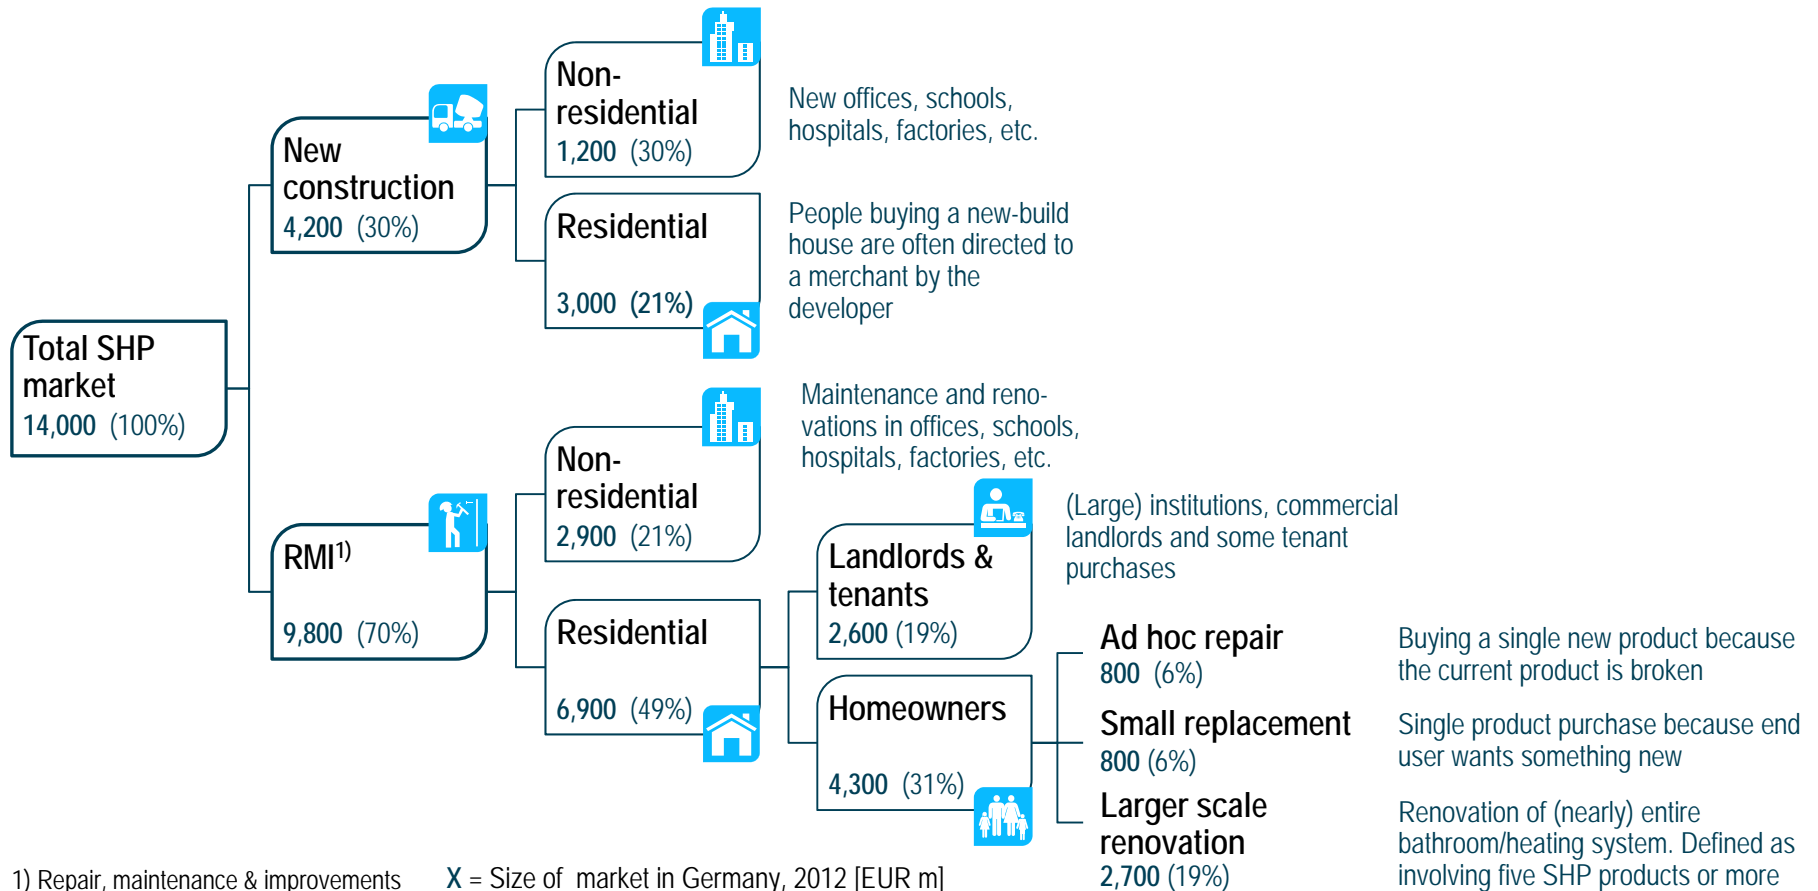 Total SHP
market
14,000 (100%)
New
construction
4,200 (30%)
Non-
residential
1,200 (30%)
New offices, schools,
hospitals, factories, etc.
Residential
3,000 (21%)
People buying a new-build
house are often directed to
a merchant by the
developer
RMI1)
9,800 (70%)
Non-
residential
2,900 (21%)
Maintenance and reno-
vations in offices, schools,
hospitals, factories, etc.
Residential
6,900 (49%)
Landlords &
tenants
2,600 (19%)
(Large) institutions, commercial
landlords and some tenant
purchases
Homeowners
4,300 (31%)
Ad hoc repair
800 (6%)
Buying a single new product because
the current product is broken
Small replacement
800 (6%)
Single product purchase because end
user wants something new
Larger scale
renovation
2,700 (19%)
Renovation of (nearly) entire
bathroom/heating system. Defined as
involving five SHP products or more
1) Repair, maintenance & improvements
X = Size of market in Germany, 2012 [EUR m]